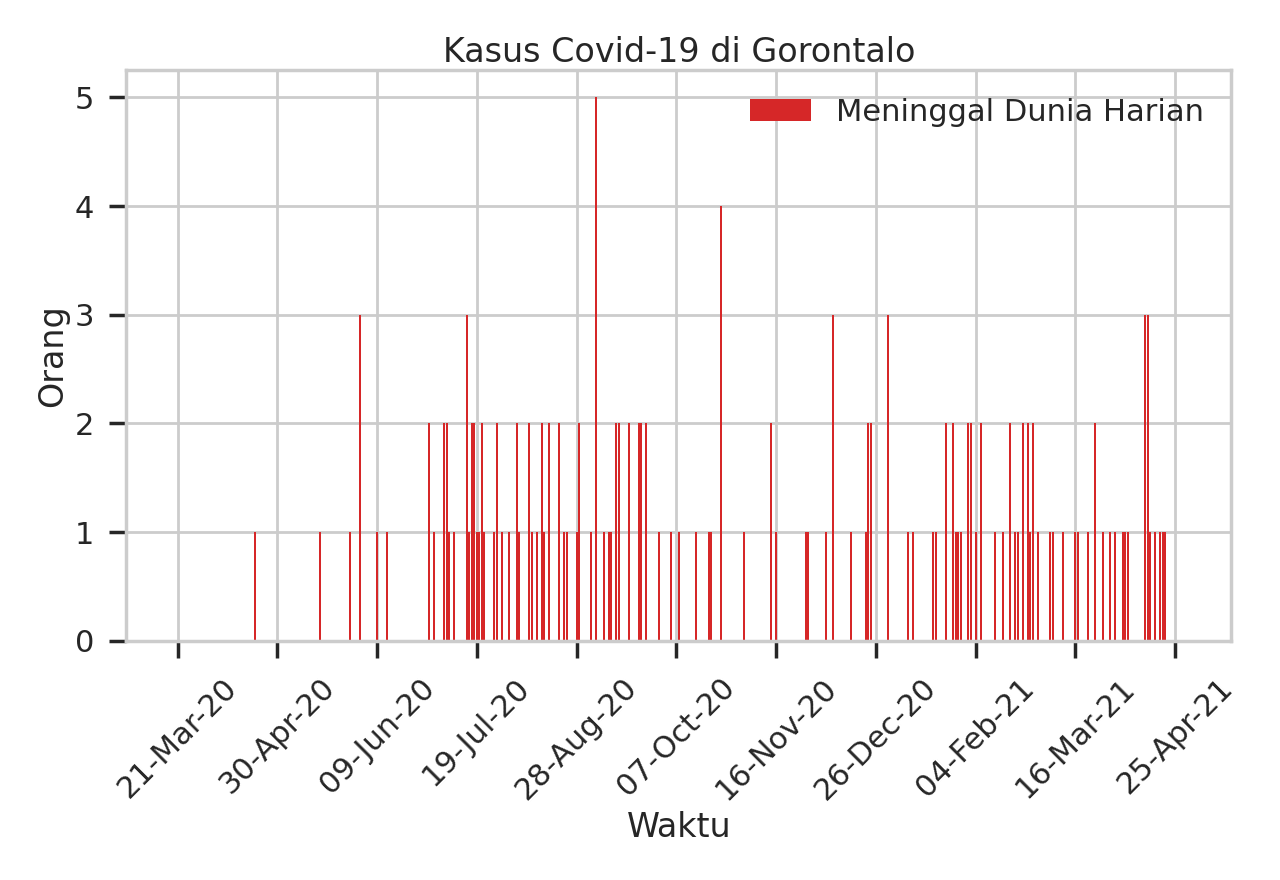 Kasus Covid-19 di Gorontalo
Meninggal Dunia Harian
Orang
5
4
3
2
1
0
21-Mar-20
30-Apr-20
09-Jun-20
19-Jul-20
28-Aug-20
07-Oct-20
16-Nov-20
26-Dec-20
04-Feb-21
16-Mar-21
25-Apr-21
Waktu